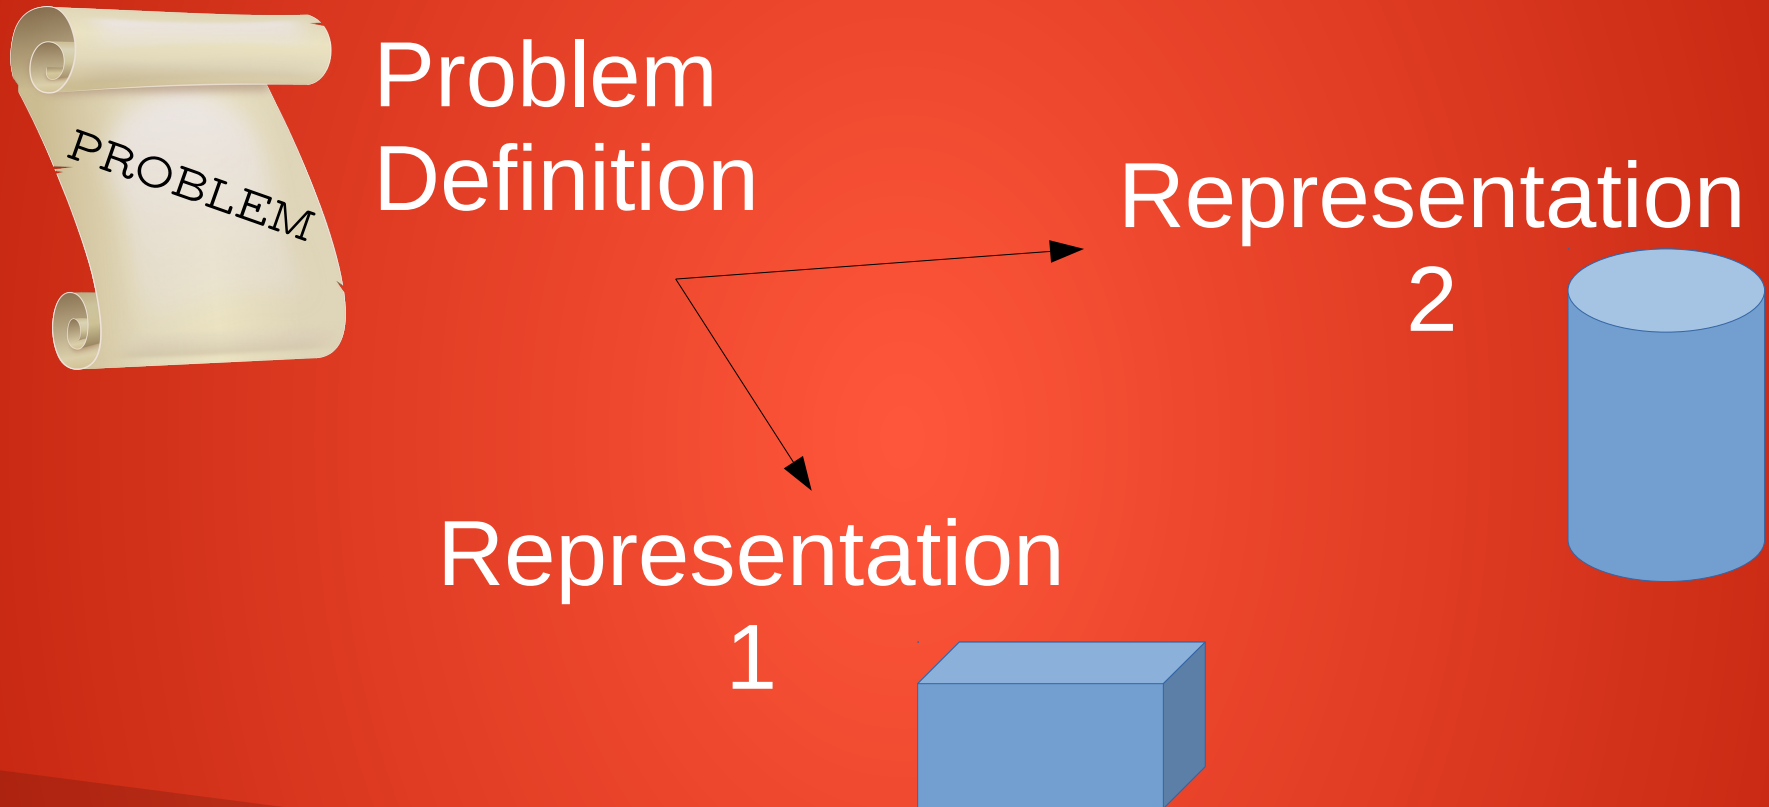 PROBLEM
Problem
Definition
Representation
2
Representation
1